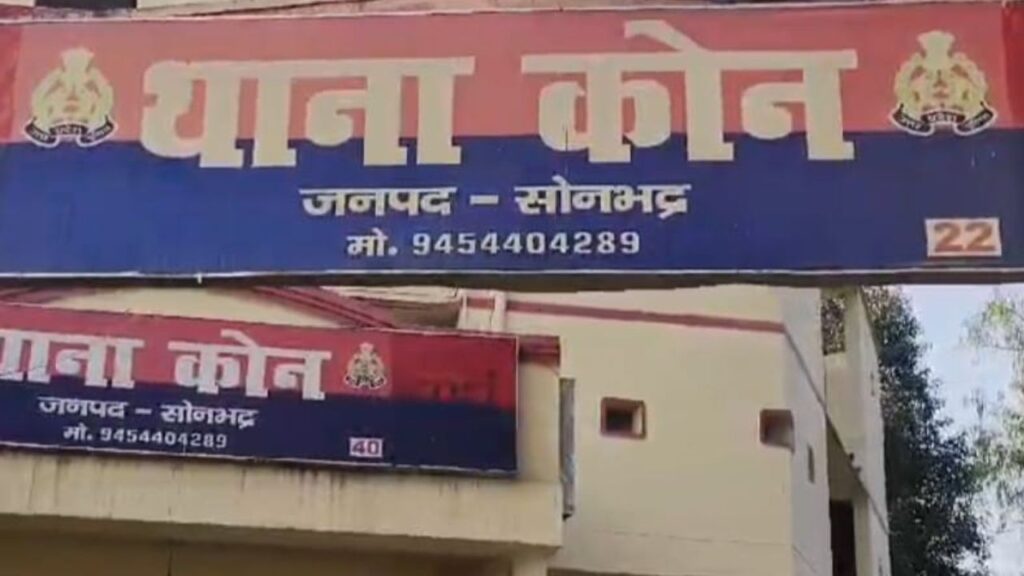 थाना कोन
जनपद - सोनभद्र
मो. 9454404289
22
थाना कोन
जनपद - सोनभद्र
मो. 9454404289
40